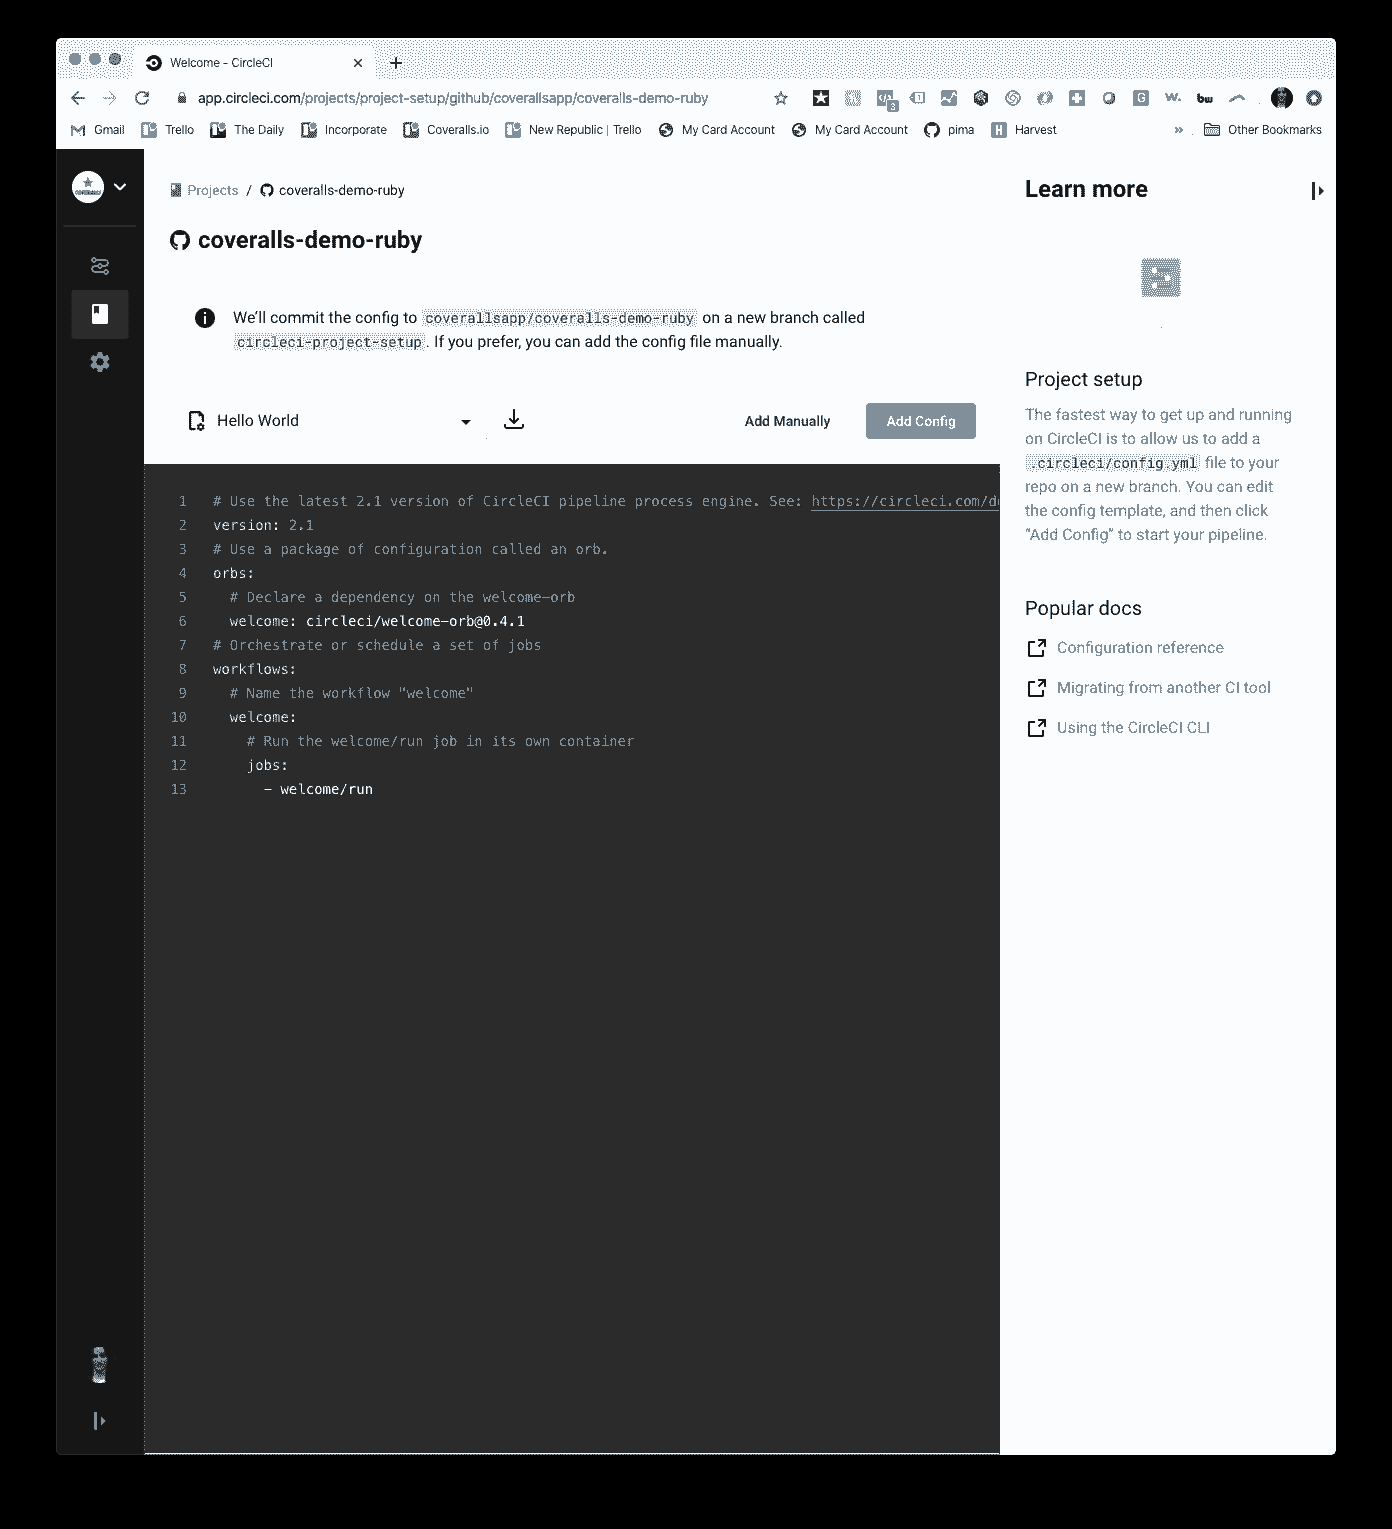 Welcome - CircleCI
app.circleci.com/projects/project-setup/github/coverallsapp/coveralls-demo-ruby
3
G
W.
bw
Gmail
Trello
The Daily
Incorporate
Coveralls.io
New Republic | Trello
My Card Account
My Card Account
pima
H
Harvest
»
Other Bookmarks
Projects / coveralls-demo-ruby
coveralls-demo-ruby
We'll commit the config to coverallsapp/coveralls-demo-ruby on a new branch called
circleci-project-setup. If you prefer, you can add the config file manually.
Hello World
Add Manually
Add Config
1 # Use the latest 2.1 version of CircleCI pipeline process engine. See: https://circleci.com/d
2 version: 2.1
3 # Use a package of configuration called an orb.
4 orbs:
5 # Declare a dependency on the welcome-orb
6 welcome: circleci/welcome-orb@0.4.1
7 # Orchestrate or schedule a set of jobs
8 workflows:
9 # Name the workflow "welcome"
10 welcome:
11 # Run the welcome/run job in its own container
12 jobs:
13 - welcome/run
Learn more
Project setup
The fastest way to get up and running
on CircleCI is to allow us to add a
.circleci/config.yml file to your
repo on a new branch. You can edit
the config template, and then click
“Add Config” to start your pipeline.
Popular docs
Configuration reference
Migrating from another CI tool
Using the CircleCI CLI